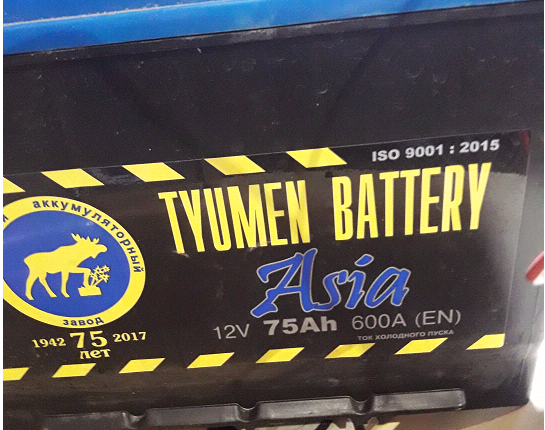 ISO 9001 : 2015
TYUMEN BATTERY
Asia
12V 75Ah 600A (EN)
ТОК ХОЛОДНОГО ПУСКА
аккумуляторный
завод
1942 75 2017
лет